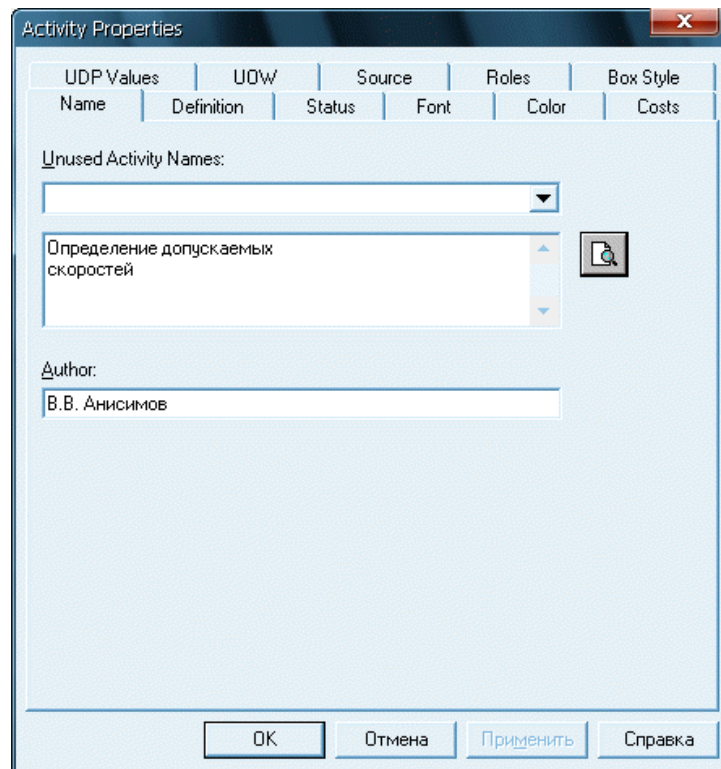 Activity Properties
UDP Values UOW Source Roles Box Style
Name Definition Status Font Color Costs
Unused Activity Names:
Определение допускаемых
скоростей
Author:
В.В. Анисимов
OK Отмена Применить Справка